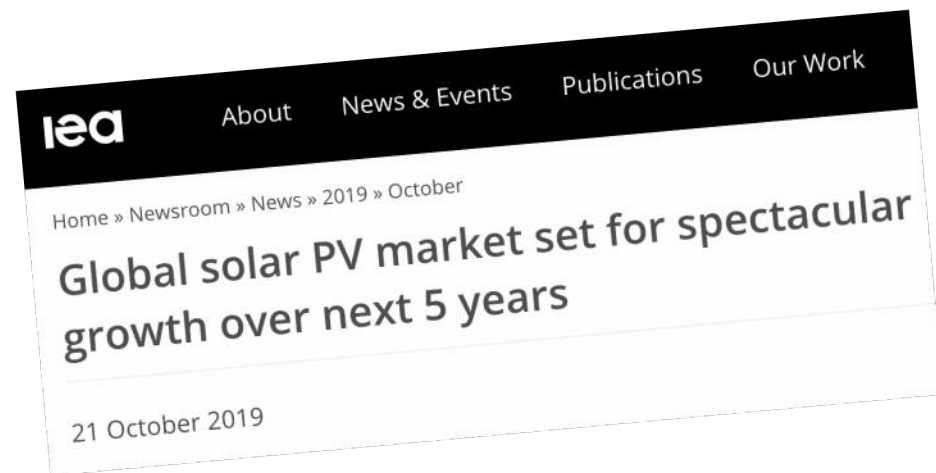 iea About News & Events Publications Our Work
Home » Newsroom » News » 2019 » October
Global solar PV market set for spectacular
growth over next 5 years
21 October 2019